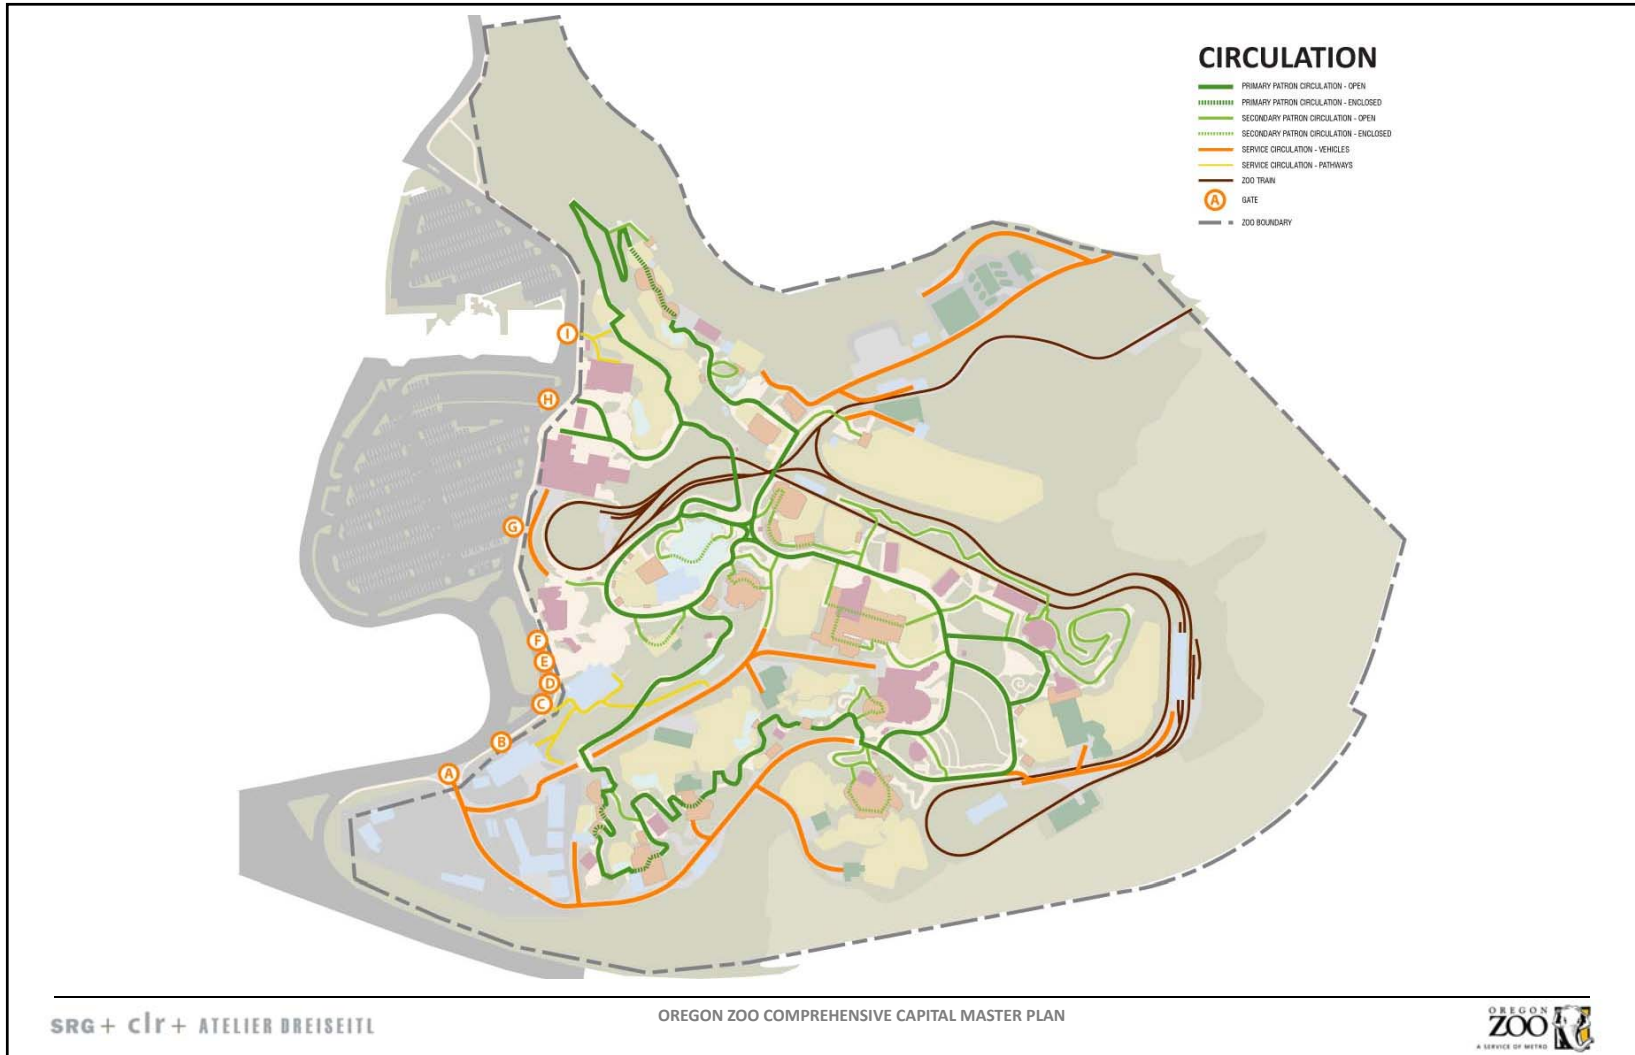 CIRCULATION
PRIMARY PATRON CIRCULATION - OPEN
PRIMARY PATRON CIRCULATION - ENCLOSED
SECONDARY PATRON CIRCULATION - OPEN
SECONDARY PATRON CIRCULATION - ENCLOSED
SERVICE CIRCULATION - VEHICLES
SERVICE CIRCULATION - PATHWAYS
ZOO TRAIN
A GATE
ZOO BOUNDARY
I
H
G
F
E
D
C
B
A
SRG + clr + ATELIER DREISEITL
OREGON ZOO COMPREHENSIVE CAPITAL MASTER PLAN
OREGON
ZOO
A SERVICE OF METRO